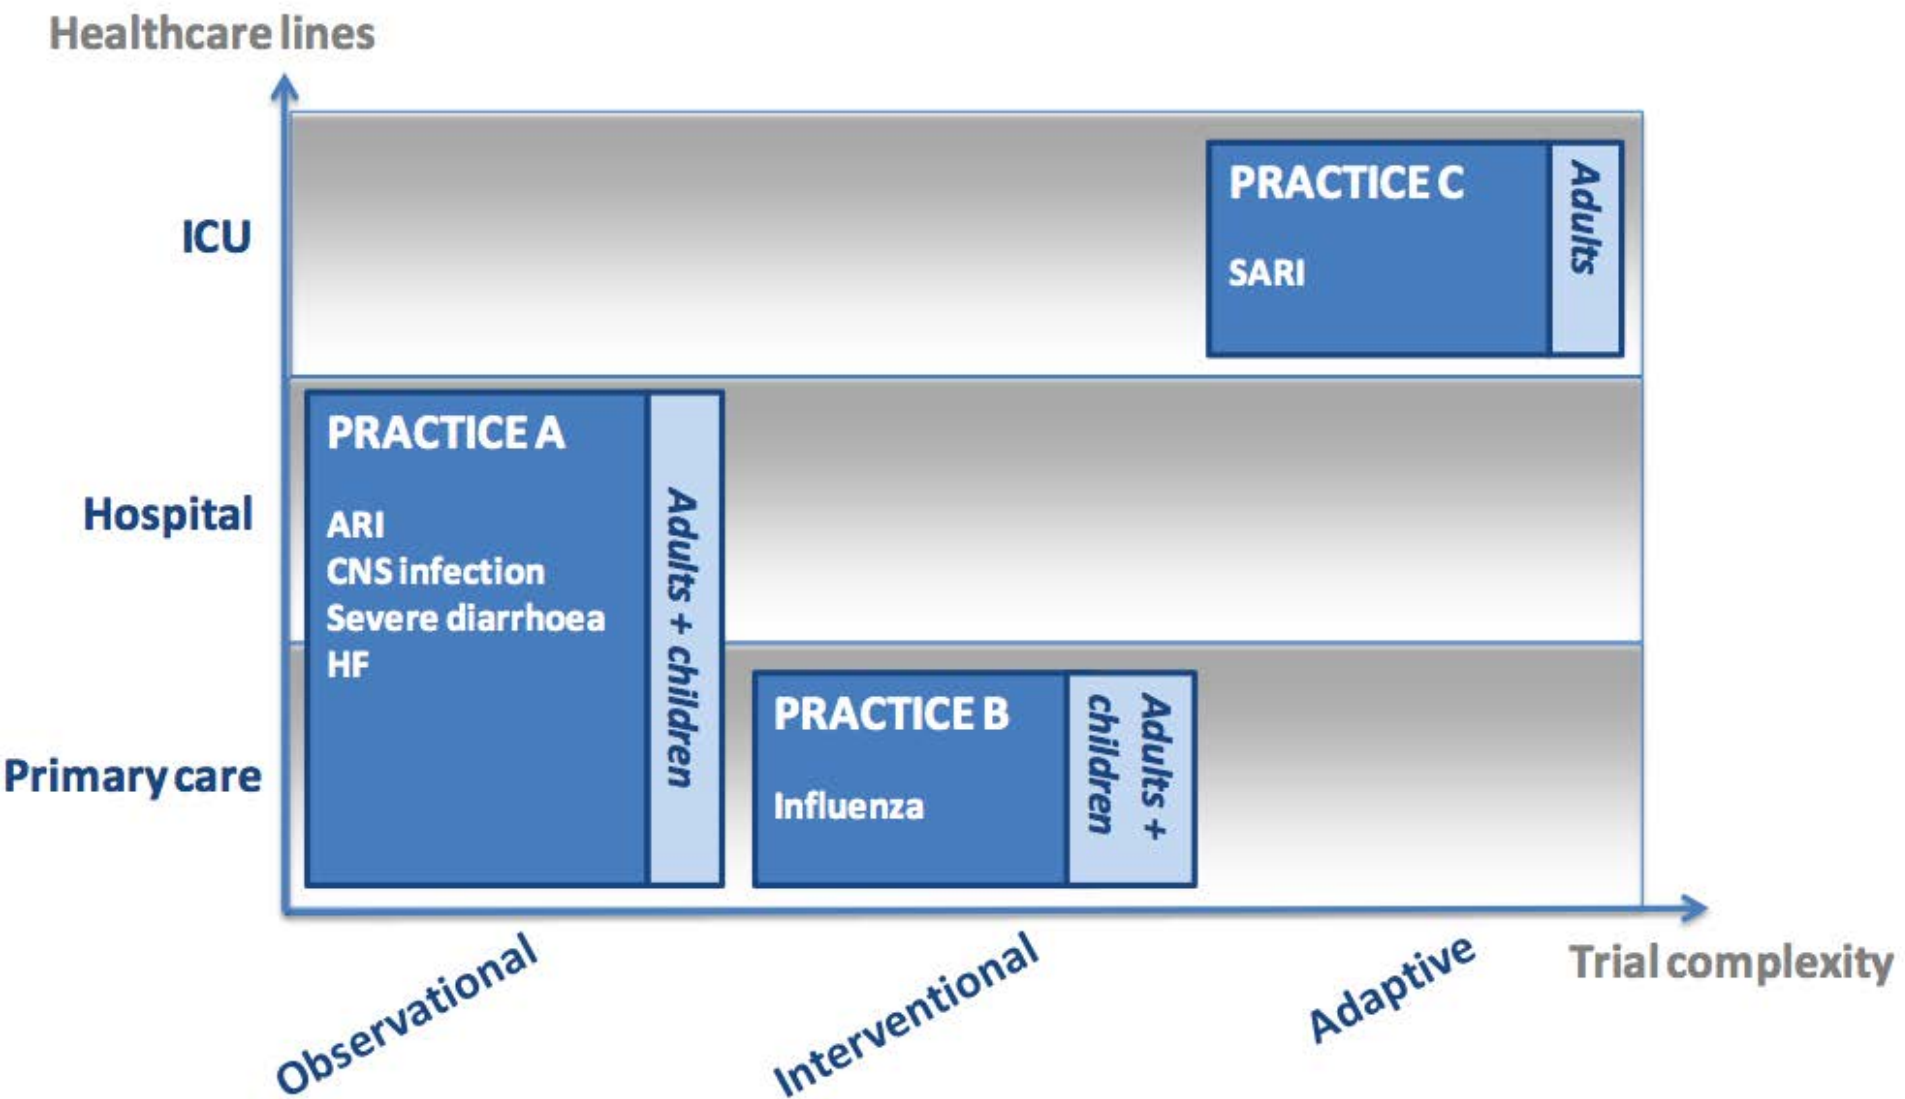 Healthcare lines
ICU
PRACTICE C
SARI
Adults
Hospital
PRACTICE A
ARI
CNS infection
Severe diarrhoea
HF
Adults + children
Primary care
PRACTICE B
Influenza
Adults +
children
Observational
Interventional
Adaptive
Trial complexity